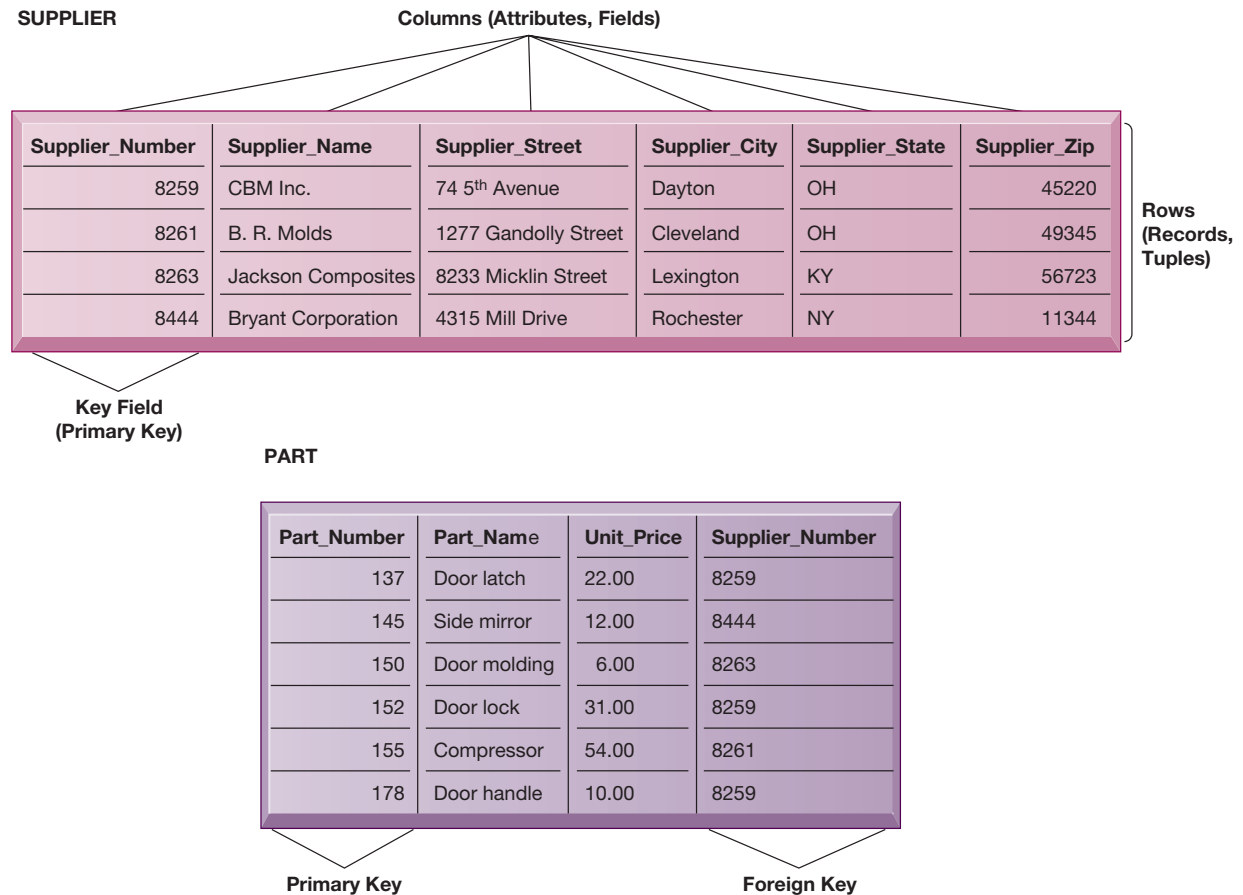 SUPPLIER Columns (Attributes, Fields)
Supplier_Number Supplier_Name Supplier_Street Supplier_City Supplier_State Supplier_Zip
8259 CBM Inc. 74 5th Avenue Dayton OH 45220
8261 B. R. Molds 1277 Gandolly Street Cleveland OH 49345
8263 Jackson Composites 8233 Micklin Street Lexington KY 56723
8444 Bryant Corporation 4315 Mill Drive Rochester NY 11344
Rows
(Records,
Tuples)
Key Field
(Primary Key)
PART
Part_Number Part_Name Unit_Price Supplier_Number
137 Door latch 22.00 8259
145 Side mirror 12.00 8444
150 Door molding 6.00 8263
152 Door lock 31.00 8259
155 Compressor 54.00 8261
178 Door handle 10.00 8259
Primary Key Foreign Key